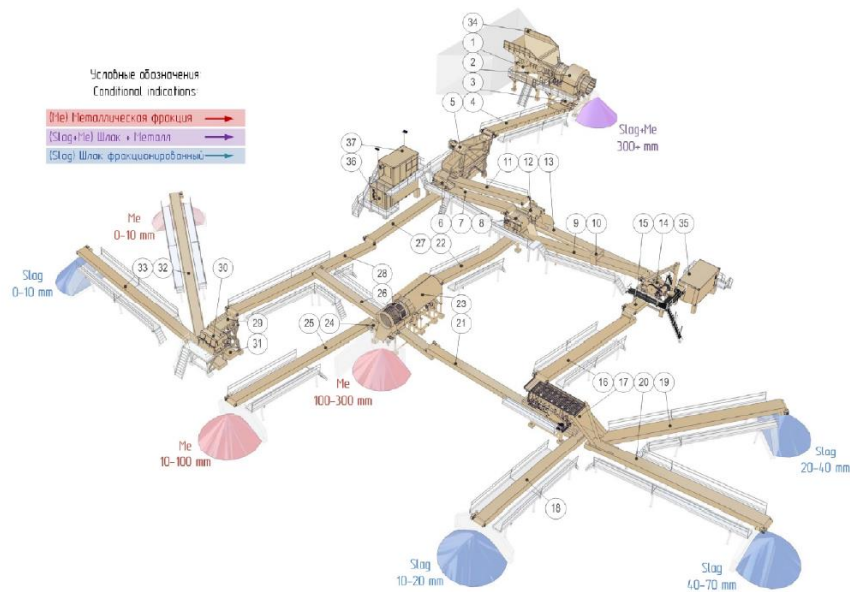 Условные обозначения
Conditional indications:
(Me) Металлическая фракция
(Slag+Me) Шлак + Металл
(Slag) Шлак фракционированный
34
1
2
3
4
5
Slag+Me
300+ mm
37
36
11
12
13
6
7
8
9
10
15
14
35
27
22
Me
0-10 mm
Slag
0-10 mm
33
32
30
28
26
23
29
31
25
24
21
Me
100-300 mm
Me
10-100 mm
16
17
20
19
Slag
20-40 mm
18
Slag
10-20 mm
Slag
40-70 mm